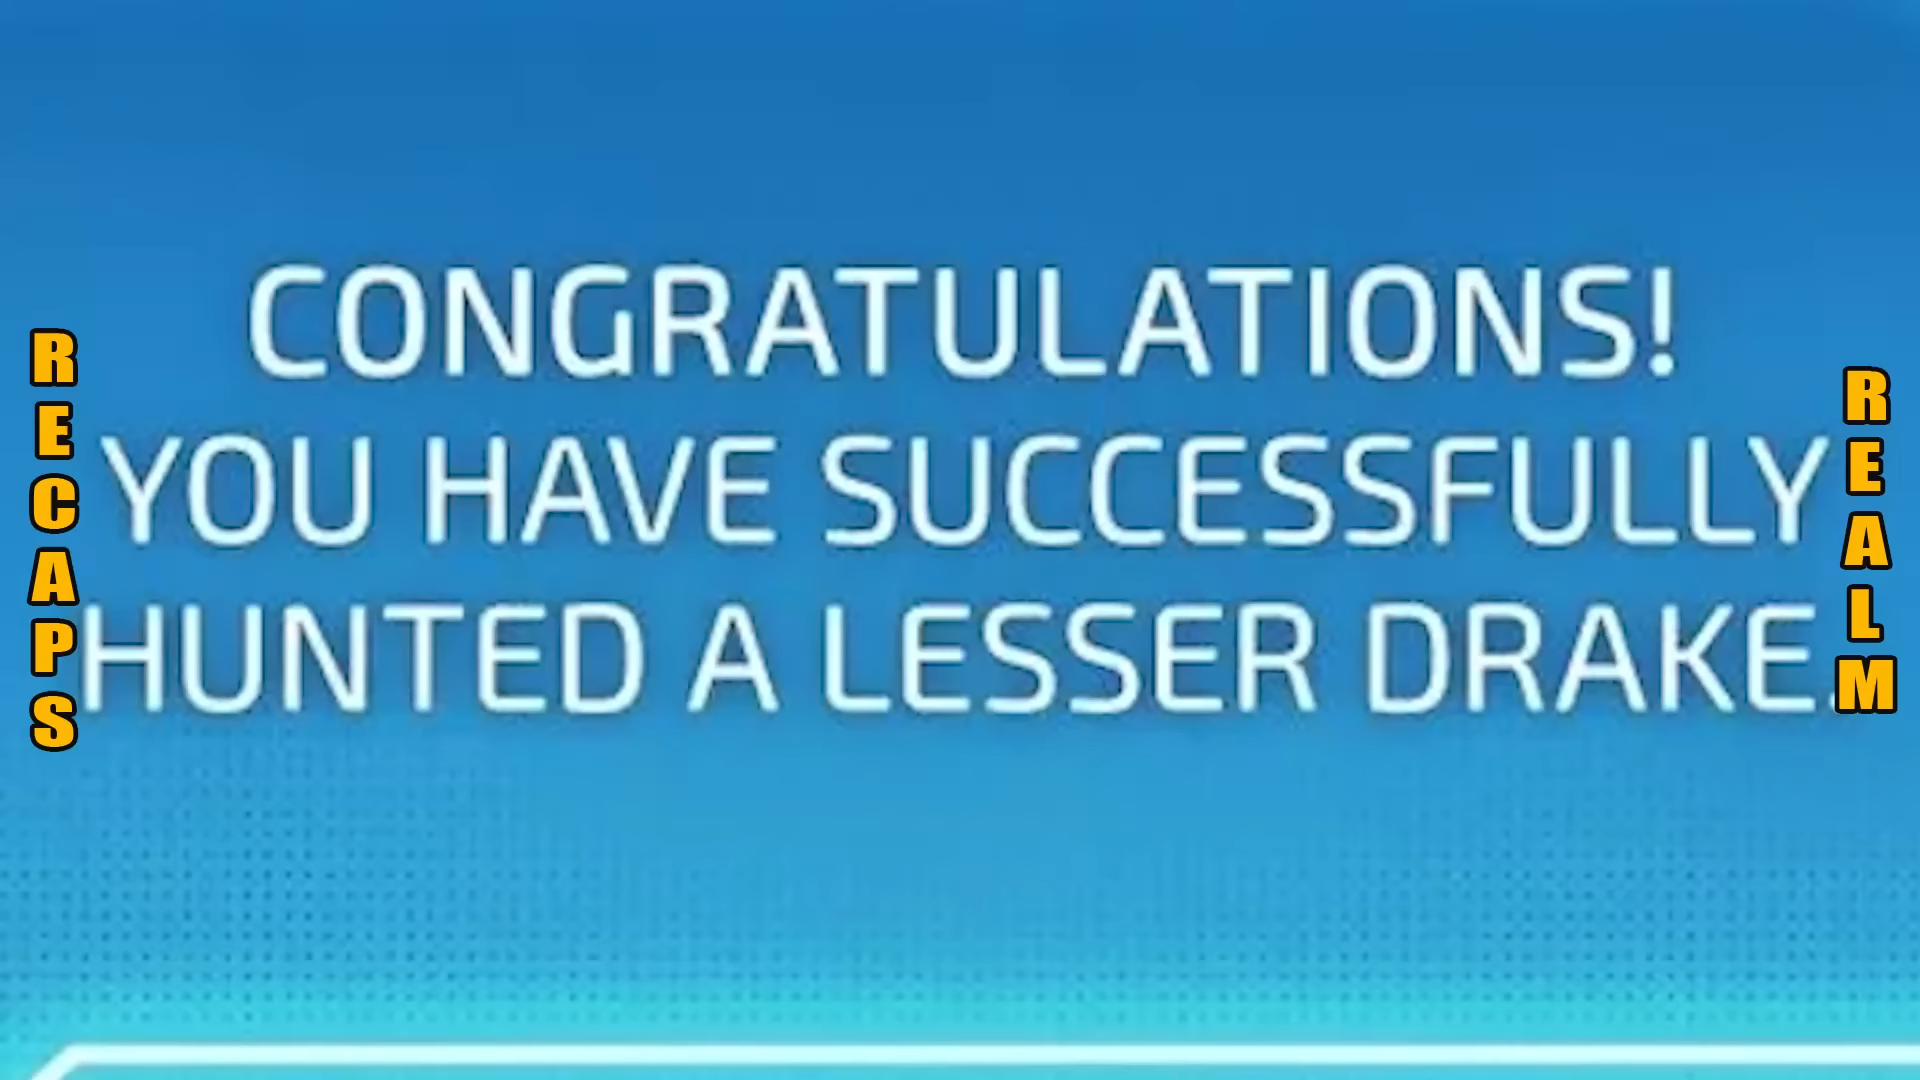 CONGRATULATIONS!
YOU HAVE SUCCESSFULLY
HUNTED A LESSER DRAKE.
RECAPS
REALM